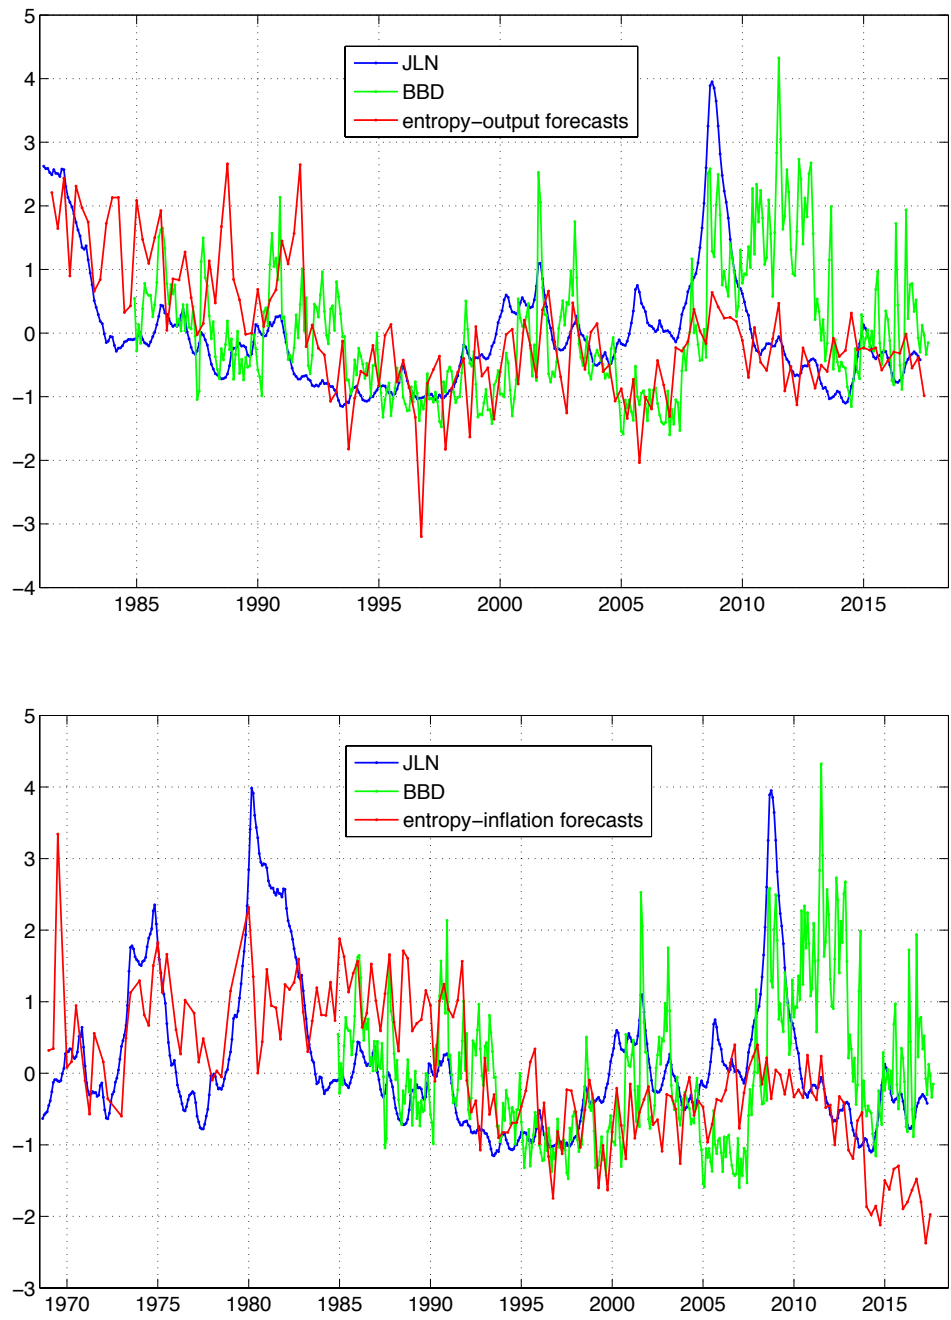 5
4
3
2
1
0
−1
−2
−3
−4
JLN
BBD
entropy−output forecasts
1985 1990 1995 2000 2005 2010 2015
5
4
3
2
1
0
−1
−2
−3
JLN
BBD
entropy−inflation forecasts
1970 1975 1980 1985 1990 1995 2000 2005 2010 2015